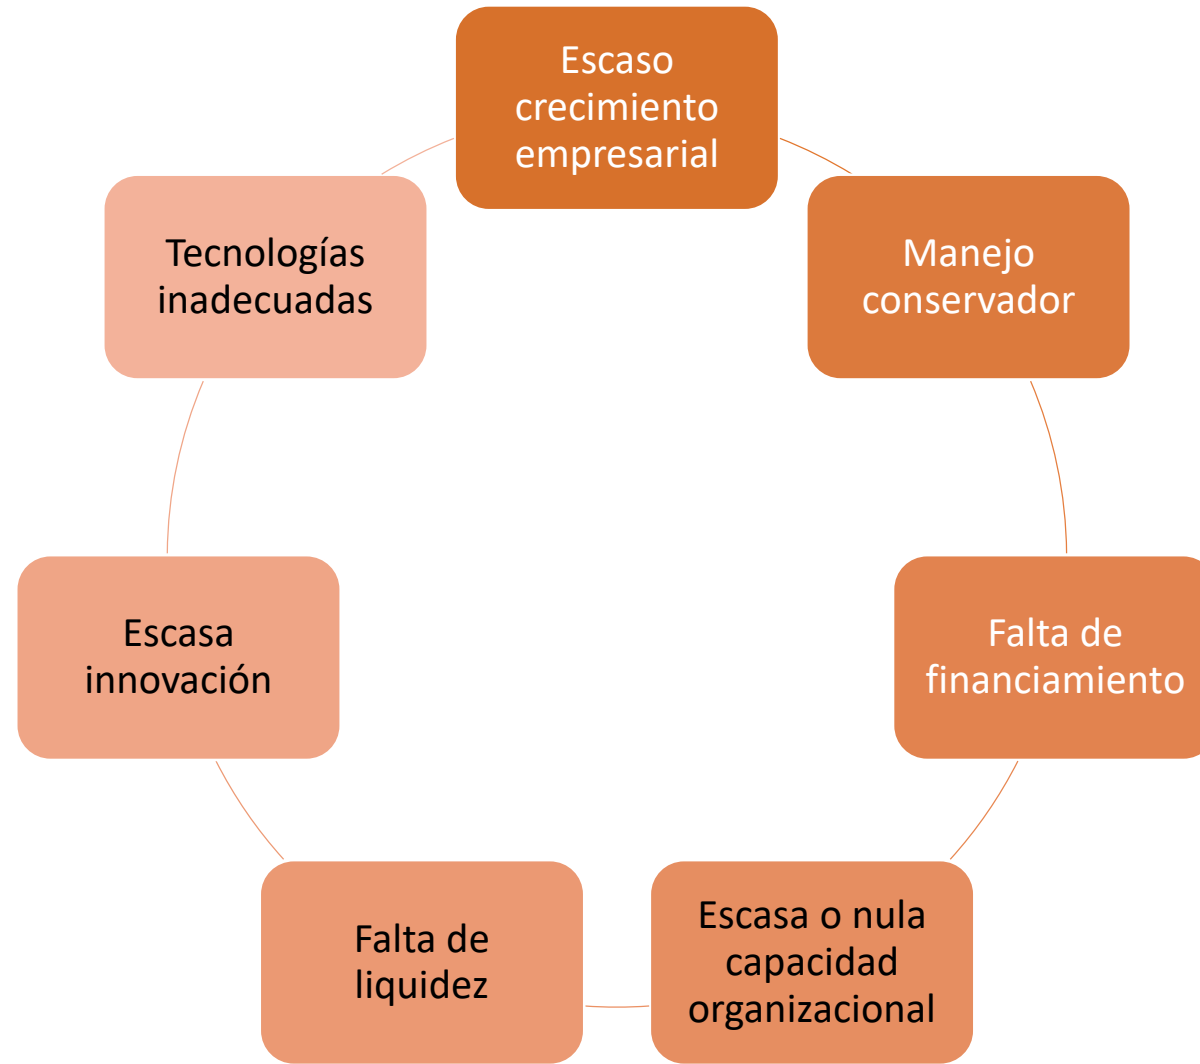 Escaso
crecimiento
empresarial
Manejo
conservador
Falta de
financiamiento
Escasa o nula
capacidad
organizacional
Falta de
liquidez
Escasa
innovación
Tecnologías
inadecuadas